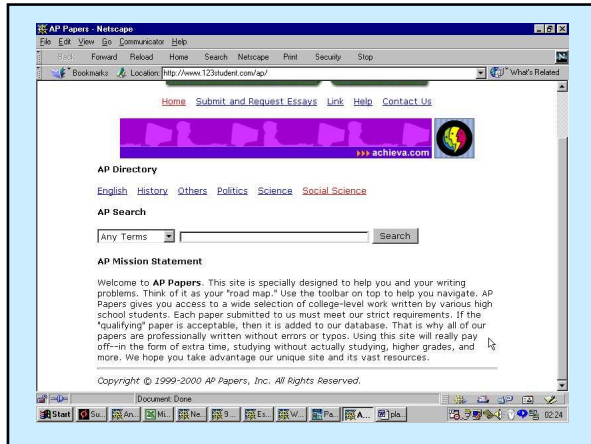 AP Papers - Netscape
File Edit View Go Communicator Help
Back Forward Reload Home Search Netscape Print Security Stop
Bookmarks Location: http://www.123student.com/ap/ What's Related
Home Submit and Request Essays Link Help Contact Us
achieva.com
AP Directory
English History Others Politics Science Social Science
AP Search
Any Terms Search
AP Mission Statement
Welcome to AP Papers. This site is specially designed to help you and your writing
problems. Think of it as your "road map." Use the toolbar on top to help you navigate. AP
Papers gives you access to a wide selection of college-level work written by various high
school students. Each paper submitted to us must meet our strict requirements. If the
"qualifying" paper is acceptable, then it is added to our database. That is why all of our
papers are professionally written without errors or typos. Using this site will really pay
off--in the form of extra time, studying without actually studying, higher grades, and
more. We hope you take advantage our unique site and its vast resources.
Copyright © 1999-2000 AP Papers, Inc. All Rights Reserved.
Document: Done
Start Su... An... Mi... Ne... 9... Es... W... Pa... A... pla... 02:24